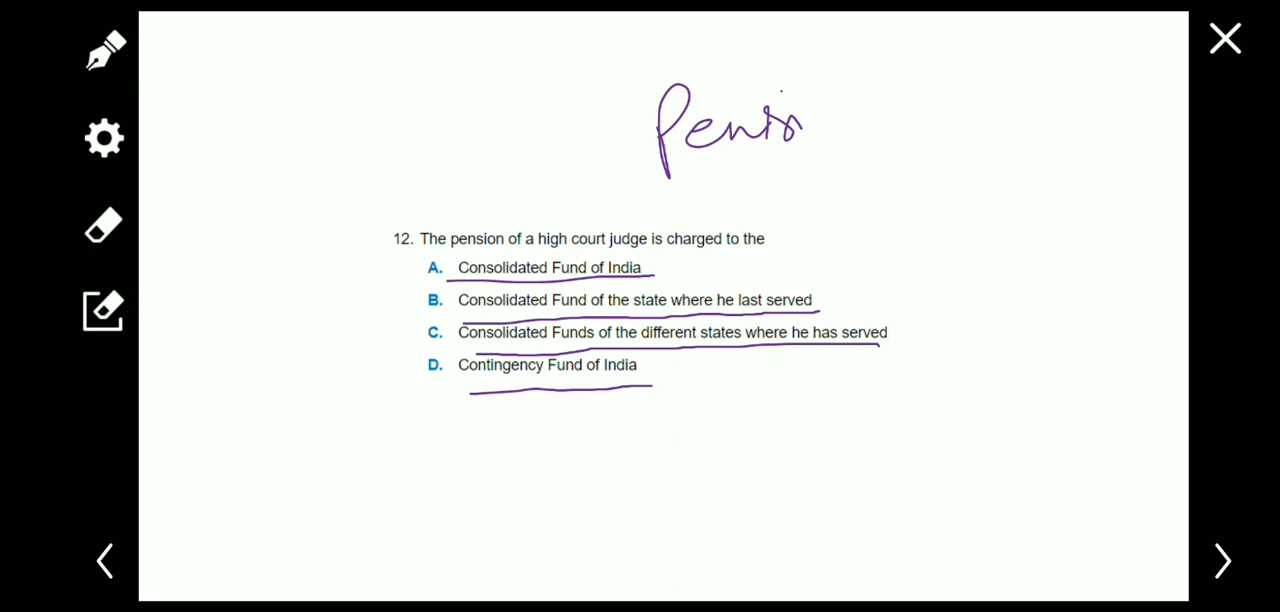 Pensio
12. The pension of a high court judge is charged to the
A. Consolidated Fund of India
B. Consolidated Fund of the state where he last served
C. Consolidated Funds of the different states where he has served
D. Contingency Fund of India